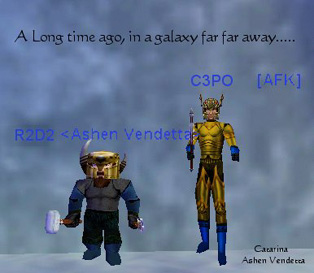 A Long time ago, in a galaxy far far away.....
C3PO [AFK]
R2D2 <Ashen Vendetta
Catarina
Ashen Vendetta